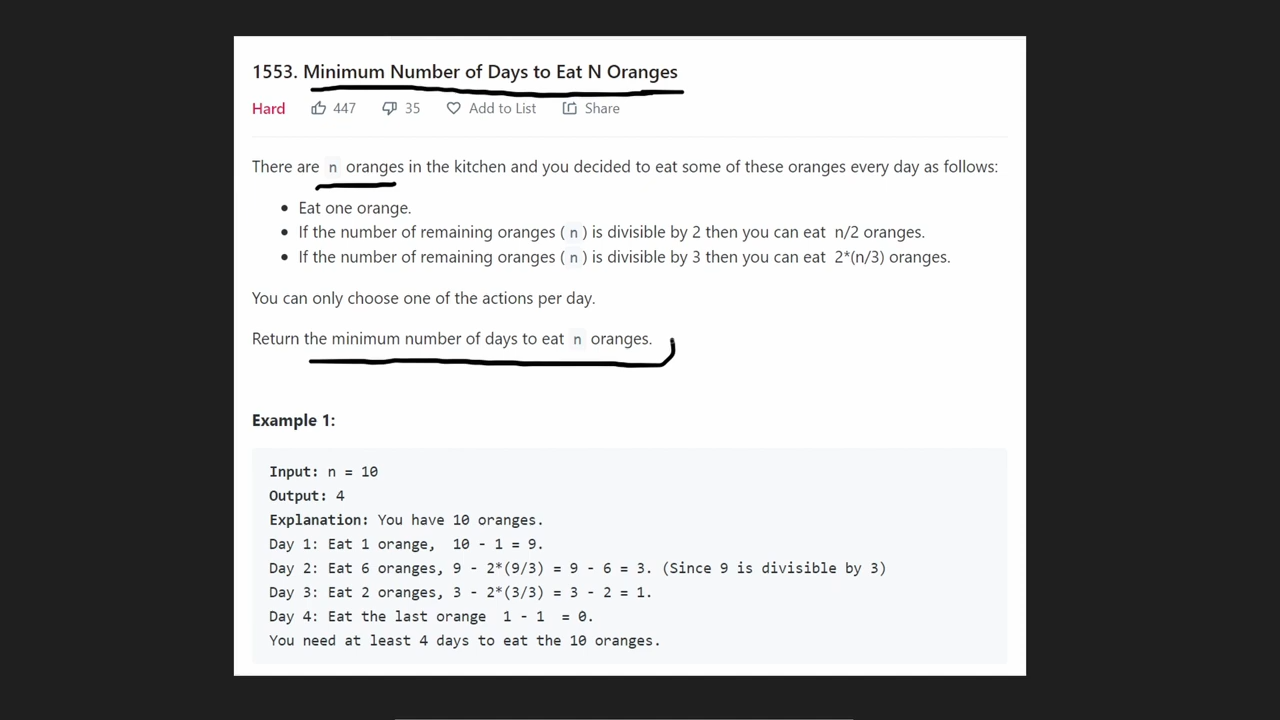 1553. Minimum Number of Days to Eat N Oranges
Hard 447 35 Add to List Share
There are n oranges in the kitchen and you decided to eat some of these oranges every day as follows:
• Eat one orange.
• If the number of remaining oranges ( n ) is divisible by 2 then you can eat n/2 oranges.
• If the number of remaining oranges ( n ) is divisible by 3 then you can eat 2*(n/3) oranges.
You can only choose one of the actions per day.
Return the minimum number of days to eat n oranges.
Example 1:
Input: n = 10
Output: 4
Explanation: You have 10 oranges.
Day 1: Eat 1 orange, 10 - 1 = 9.
Day 2: Eat 6 oranges, 9 - 2*(9/3) = 9 - 6 = 3. (Since 9 is divisible by 3)
Day 3: Eat 2 oranges, 3 - 2*(3/3) = 3 - 2 = 1.
Day 4: Eat the last orange 1 - 1 = 0.
You need at least 4 days to eat the 10 oranges.